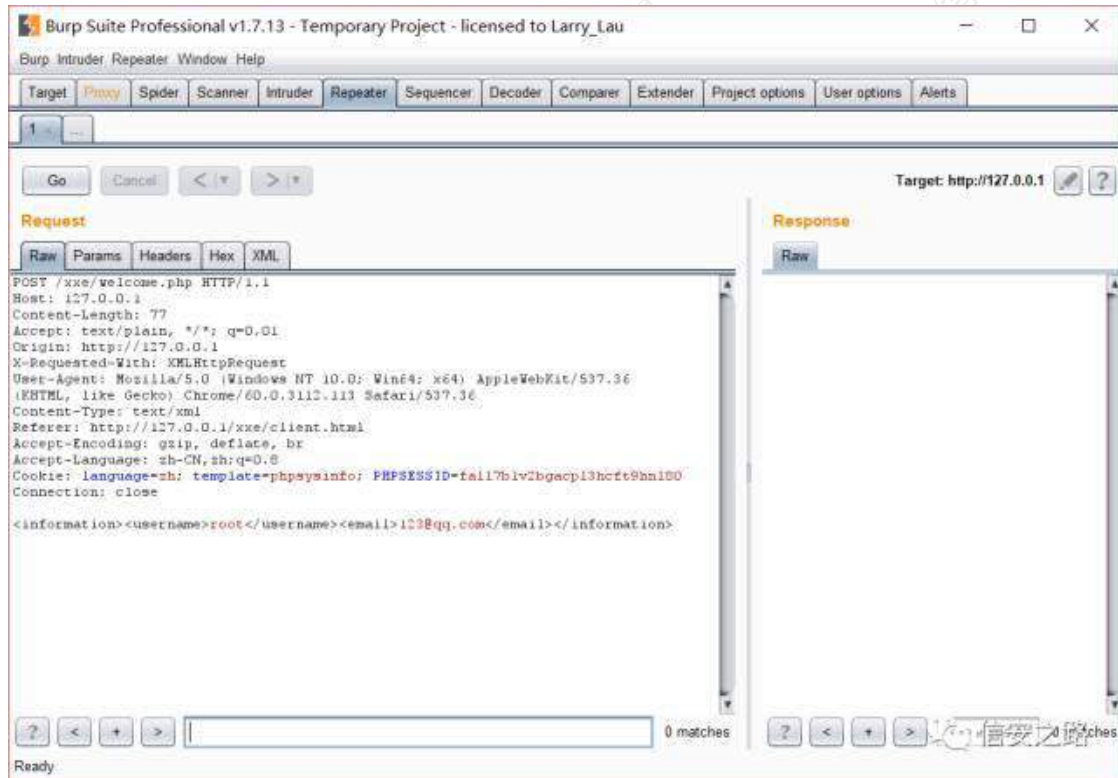 Burp Suite Professional v1.7.13 - Temporary Project - licensed to Larry_Lau
Burp Intruder Repeater Window Help
Target Proxy Spider Scanner Intruder Repeater Sequencer Decoder Comparer Extender Project options User options Alerts
1 ...
Go Cancel < > Target: http://127.0.0.1 ?
Request
Raw Params Headers Hex XML
POST /xxe/welcome.php HTTP/1.1
Host: 127.0.0.1
Content-Length: 77
Accept: text/plain, */*; q=0.01
Origin: http://127.0.0.1
X-Requested-With: XMLHttpRequest
User-Agent: Mozilla/5.0 (Windows NT 10.0; Win64; x64) AppleWebKit/537.36
(KHTML, like Gecko) Chrome/60.0.3112.113 Safari/537.36
Content-Type: text/xml
Referer: http://127.0.0.1/xxe/client.html
Accept-Encoding: gzip, deflate, br
Accept-Language: zh-CN,zh;q=0.8
Cookie: language=zh; template=phpsysinfo;
Connection: close
<information><username>root</username><email>123@qq.com</email></information>
? < + > 0 matches
Ready
Response
Raw
? < + > 0 matches
信安之路